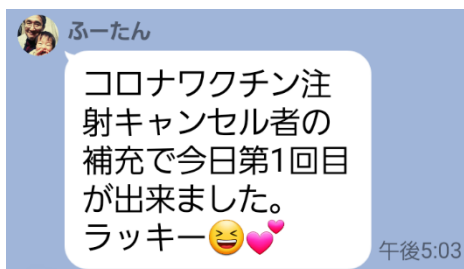 ふーたん
コロナワクチン注
射キャンセル者の
補充で今日第1回目
が出来ました。
ラッキー😆💕
午後5:03